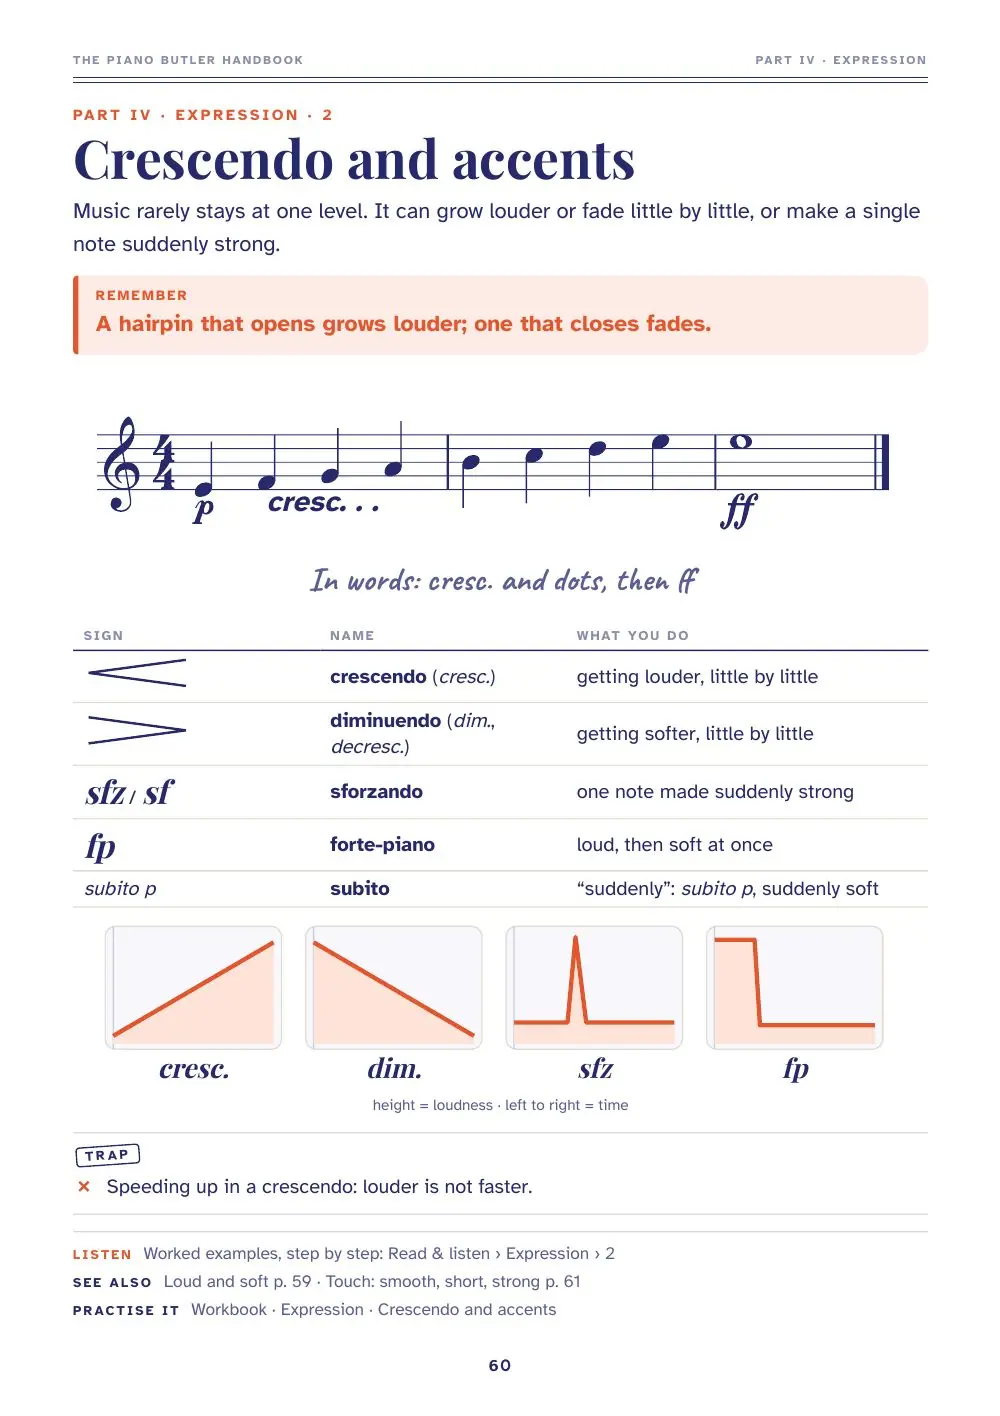 THE PIANO BUTLER HANDBOOK
PART IV · EXPRESSION
PART IV · EXPRESSION · 2
Crescendo and accents
Music rarely stays at one level. It can grow louder or fade little by little, or make a single
note suddenly strong.
REMEMBER
A hairpin that opens grows louder; one that closes fades.
4
4
p cresc. . . ff
In words: cresc. and dots, then ff
SIGN NAME WHAT YOU DO
crescendo (cresc.) getting louder, little by little
diminuendo (dim.,
decresc.) getting softer, little by little
sfz / sf sforzando one note made suddenly strong
fp forte-piano loud, then soft at once
subito p subito “suddenly”: subito p, suddenly soft
cresc. dim. sfz fp
height = loudness · left to right = time
TRAP
× Speeding up in a crescendo: louder is not faster.
LISTEN Worked examples, step by step: Read & listen › Expression › 2
SEE ALSO Loud and soft p. 59 · Touch: smooth, short, strong p. 61
PRACTISE IT Workbook · Expression · Crescendo and accents
60